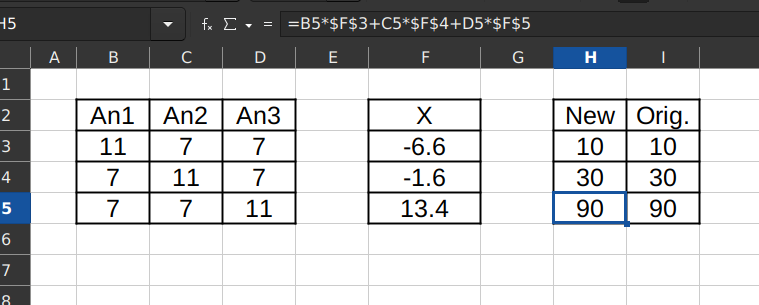 H5 fx Σ = =B5*$F$3+C5*$F$4+D5*$F$5
A B C D E F G H I
1
2 An1 An2 An3 X New Orig.
3 11 7 7 -6.6 10 10
4 7 11 7 -1.6 30 30
5 7 7 11 13.4 90 90
6
7
8